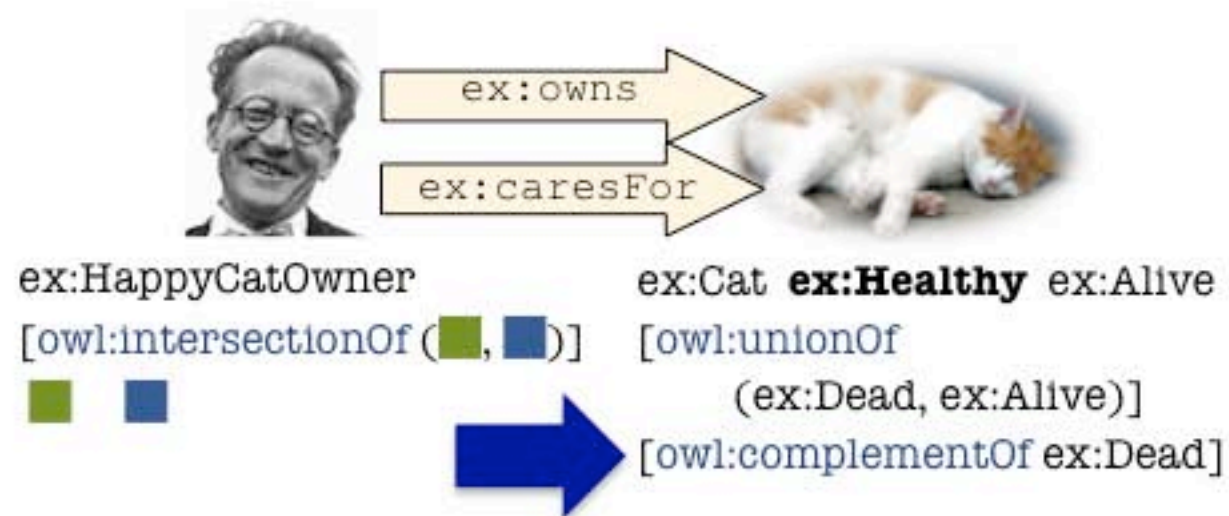 ex:owns
ex:caresFor
ex:HappyCatOwner
[owl:intersectionOf ( , )]
ex:Cat ex:Healthy ex:Alive
[owl:unionOf
(ex:Dead, ex:Alive)]
[owl:complementOf ex:Dead]